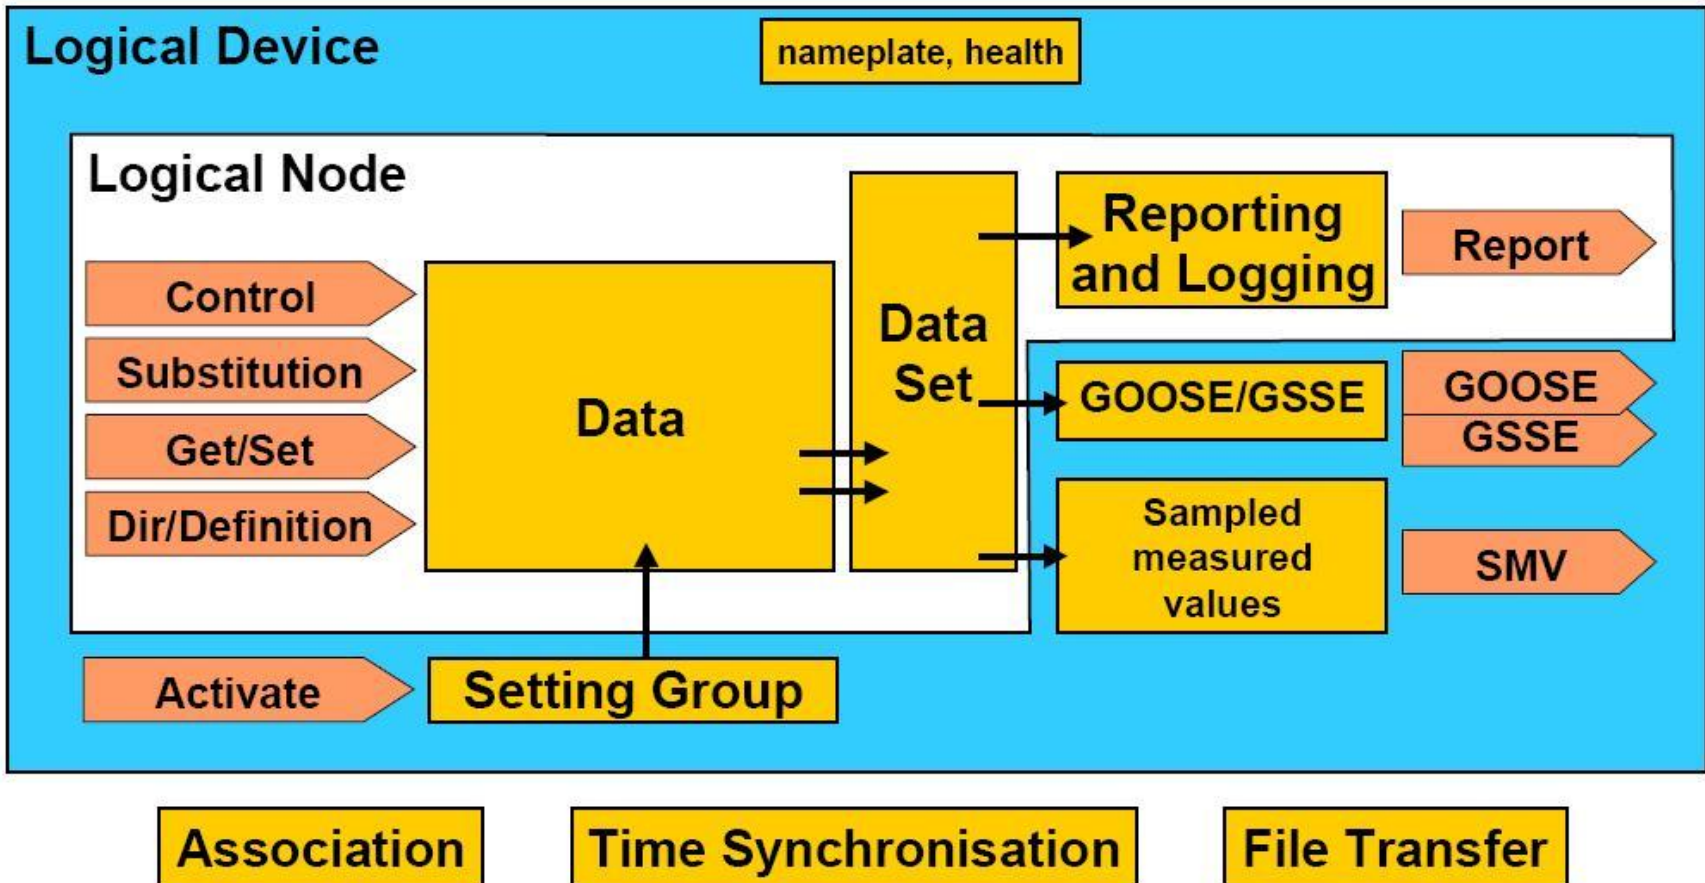 Logical Device
nameplate, health
Logical Node
Control
Substitution
Get/Set
Dir/Definition
Data
Data
Set
Reporting
and Logging
Report
GOOSE/GSSE
GOOSE
GSSE
Sampled
measured
values
SMV
Activate
Setting Group
Association
Time Synchronisation
File Transfer